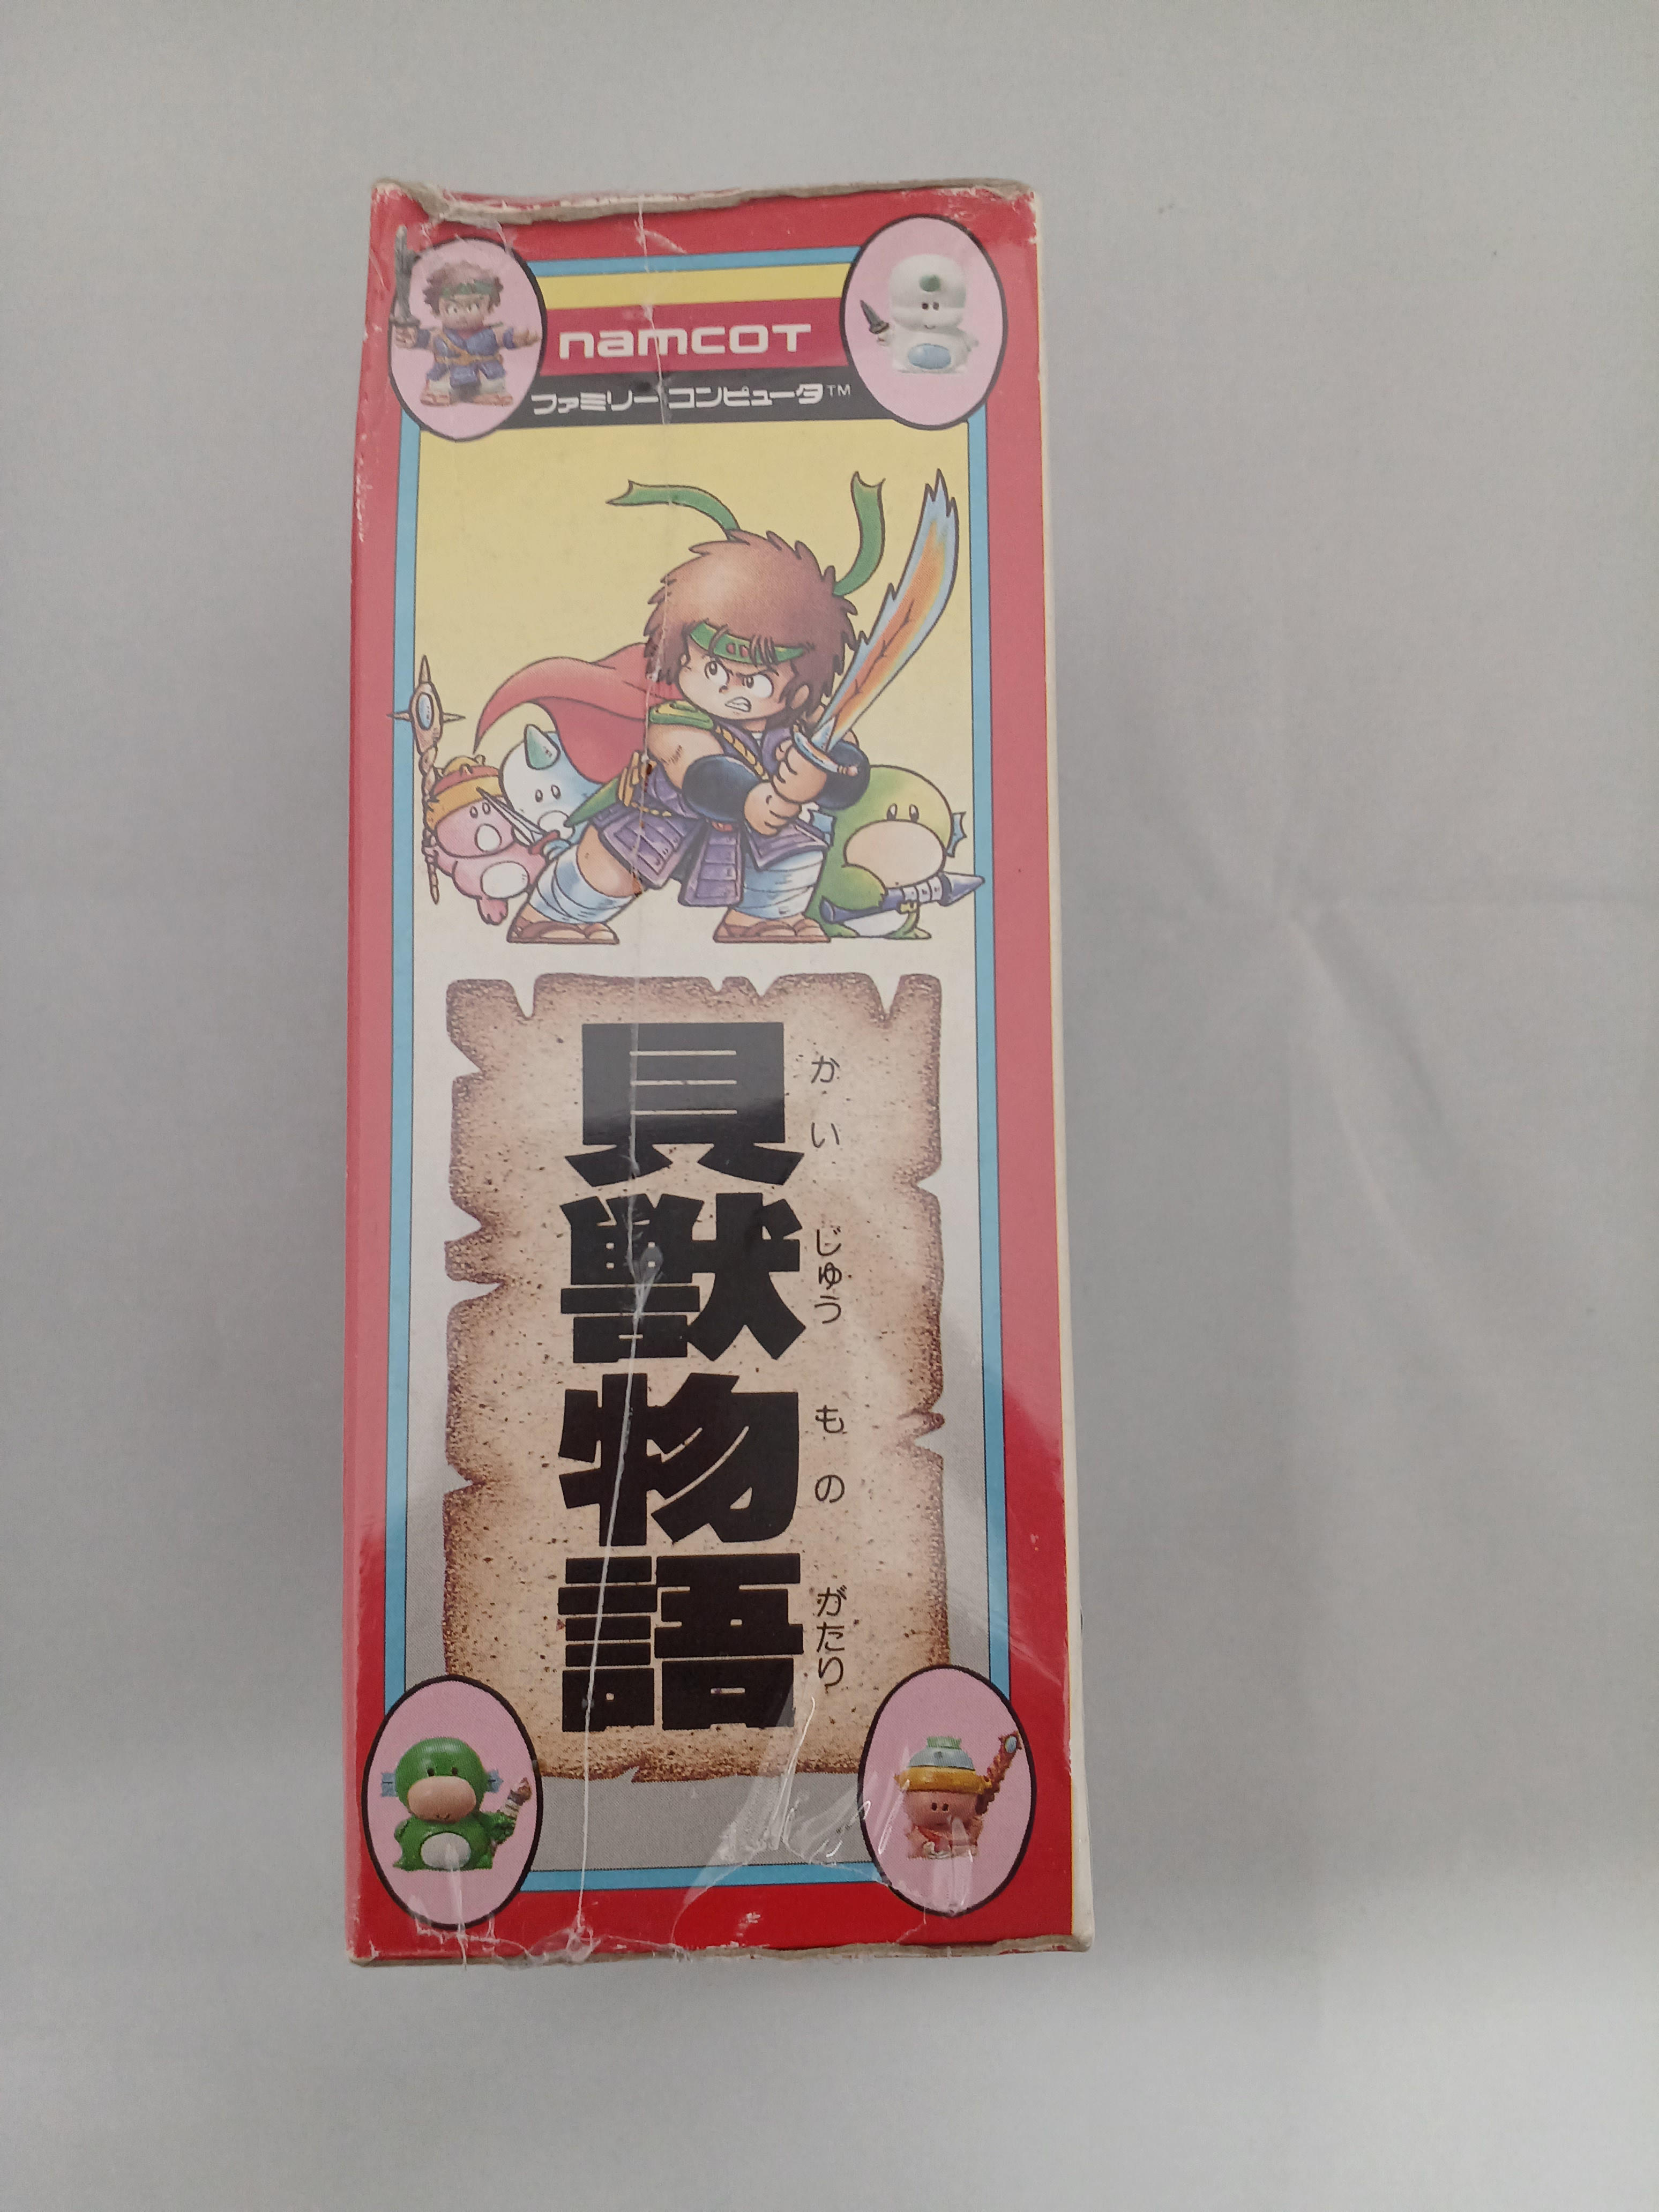 namcot
ファミリーコンピュータ™
貝獣物語
かいじゅうものがたり